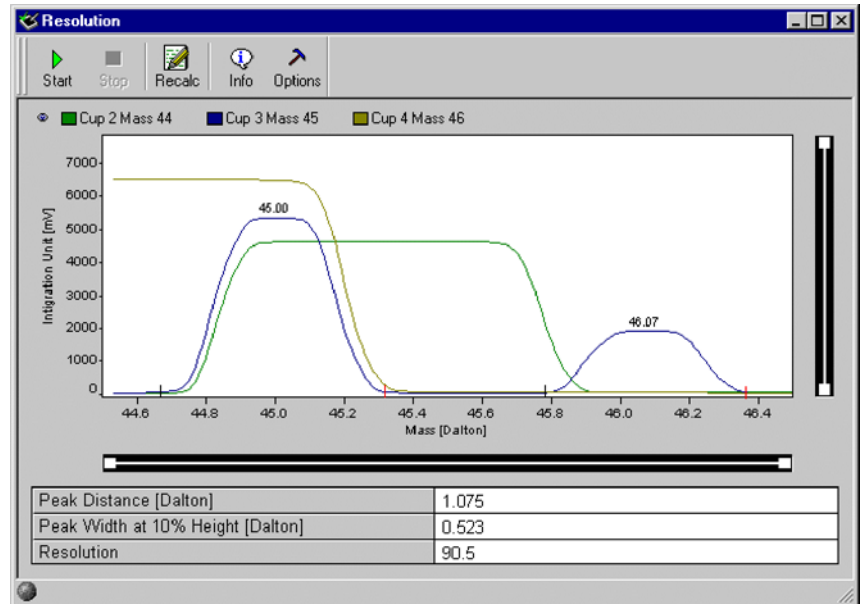 Resolution
Start Stop Recalc Info Options
Cup 2 Mass 44 Cup 3 Mass 45 Cup 4 Mass 46
Intigration Unit [mV]
7000
6000
5000
4000
3000
2000
1000
0
45.00
46.07
44.6 44.8 45.0 45.2 45.4 45.6 45.8 46.0 46.2 46.4
Mass [Dalton]
Peak Distance [Dalton] 1.075
Peak Width at 10% Height [Dalton] 0.523
Resolution 90.5